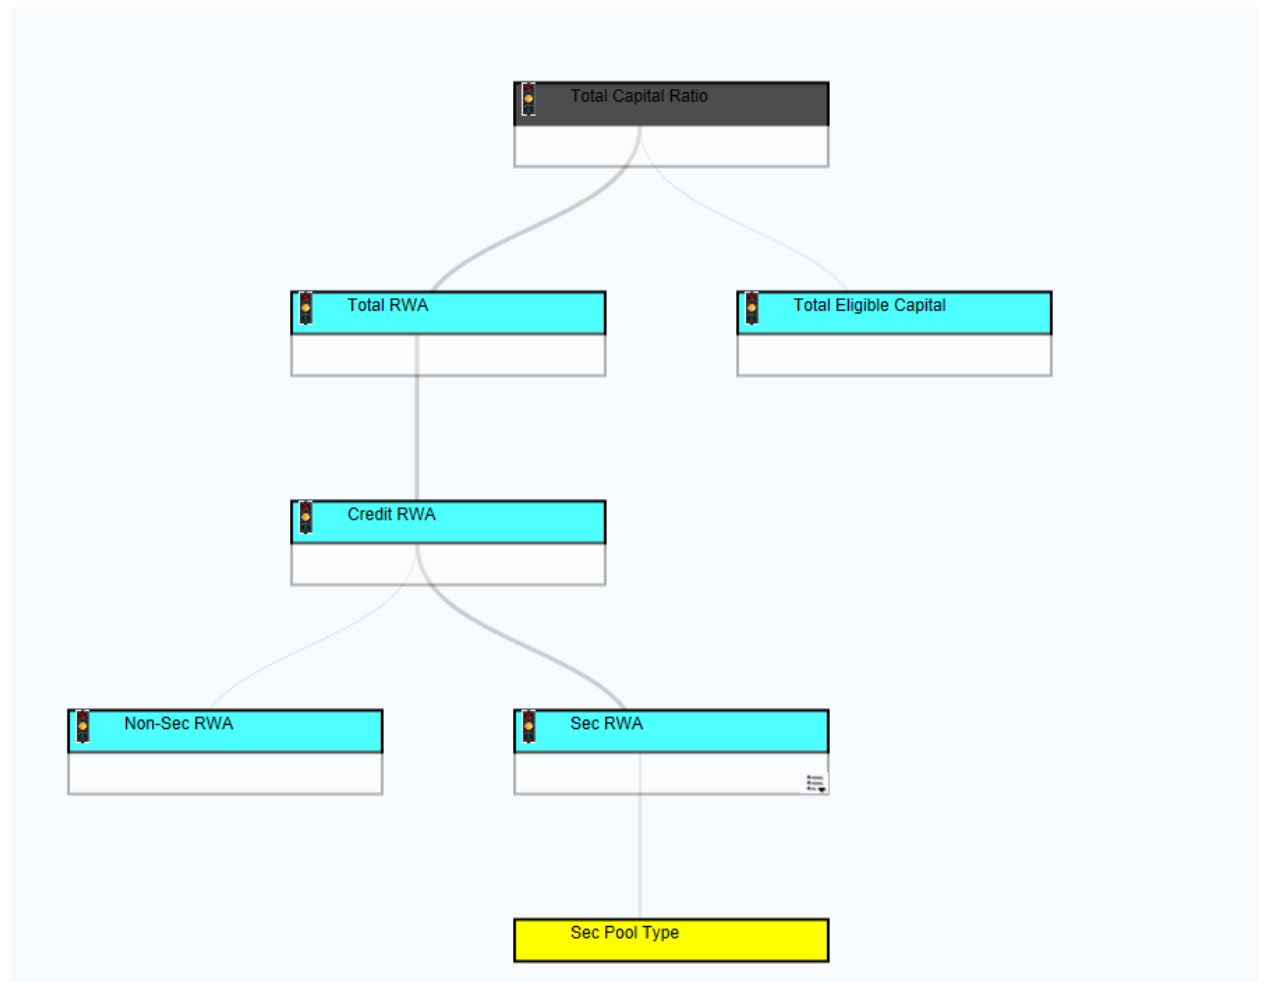 Total Capital Ratio
Total RWA
Total Eligible Capital
Credit RWA
Non-Sec RWA
Sec RWA
Sec Pool Type